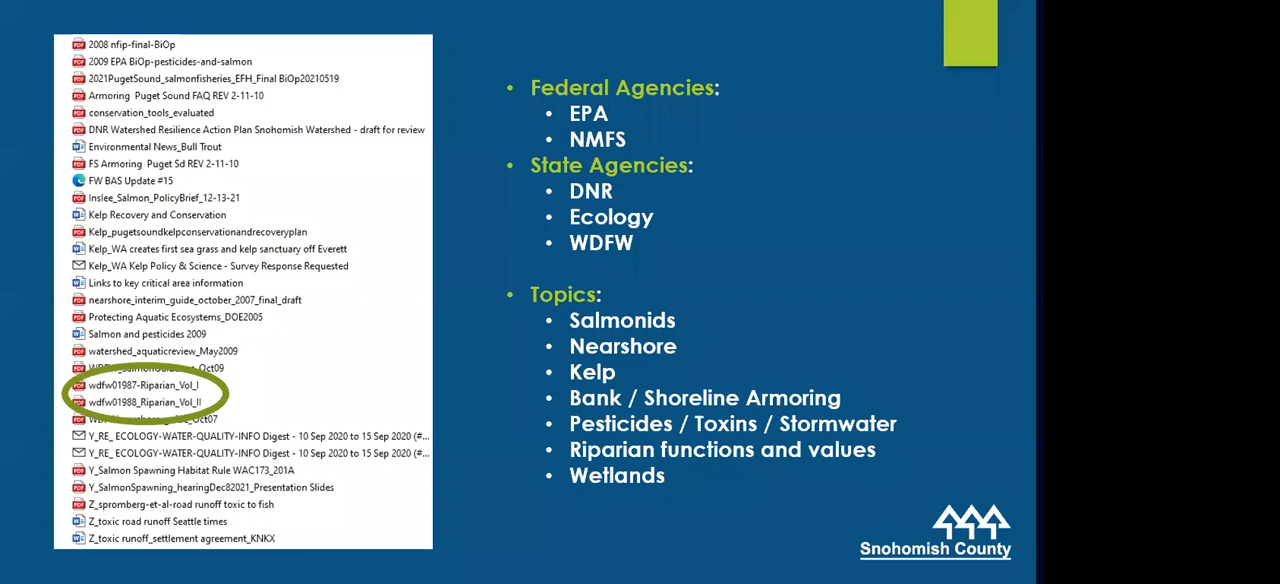 2008 nfip-final-BiOp
2009 EPA BiOp-pesticides-and-salmon
2021PugetSound_salmonfisheries_EFH_Final BiOp20210519
Armoring Puget Sound FAQ REV 2-11-10
conservation_tools_evaluated
DNR Watershed Resilience Action Plan Snohomish Watershed - draft for review
Environmental News_Bull Trout
FS Armoring Puget Sd REV 2-11-10
FW BAS Update #15
Inslee_Salmon_PolicyBrief_12-13-21
Kelp Recovery and Conservation
Kelp_pugetsoundkelpconservationandrecoveryplan
Kelp_WA creates first sea grass and kelp sanctuary off Everett
Kelp_WA Kelp Policy & Science - Survey Response Requested
Links to key critical area information
nearshore_interim_guide_october_2007_final_draft
Protecting Aquatic Ecosystems_DOE2005
Salmon and pesticides 2009
watershed_aquaticreview_May2009
wdfw01987-Riparian_Vol_I
wdfw01988_Riparian_Vol_II
Y_RE_ ECOLOGY-WATER-QUALITY-INFO Digest - 10 Sep 2020 to 15 Sep 2020 (#...
Y_RE_ ECOLOGY-WATER-QUALITY-INFO Digest - 10 Sep 2020 to 15 Sep 2020 (#...
Y_Salmon Spawning Habitat Rule WAC173_201A
Y_SalmonSpawning_hearingDec82021_Presentation Slides
Z_spromberg-et-al-road runoff toxic to fish
Z_toxic road runoff Seattle times
Z_toxic runoff_settlement agreement_KNKX
• Federal Agencies:
• EPA
• NMFS
• State Agencies:
• DNR
• Ecology
• WDFW
• Topics:
• Salmonids
• Nearshore
• Kelp
• Bank / Shoreline Armoring
• Pesticides / Toxins / Stormwater
• Riparian functions and values
• Wetlands
Snohomish County